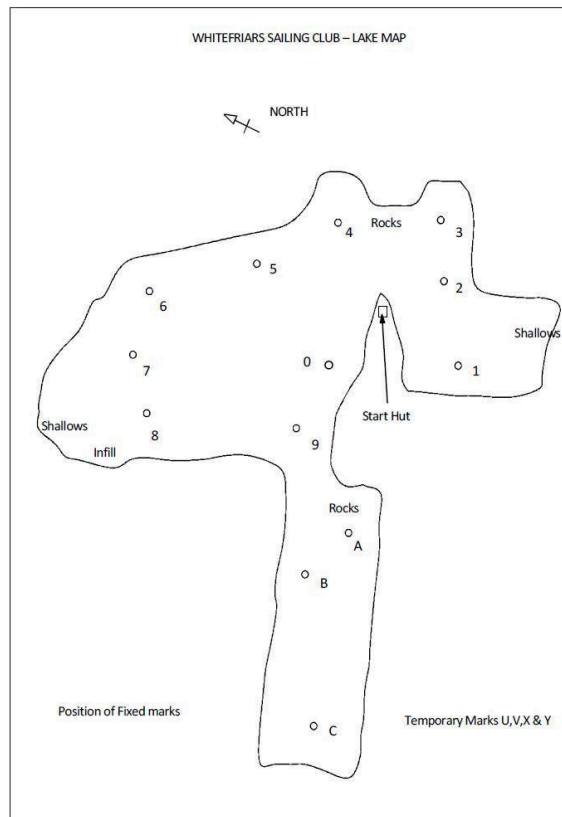 WHITEFRIARS SAILING CLUB – LAKE MAP
NORTH
Rocks
3
4
5
2
6
Shallows
7
0
1
Start Hut
8
Shallows
Infill
9
Rocks
A
B
Position of Fixed marks
C
Temporary Marks U,V,X & Y